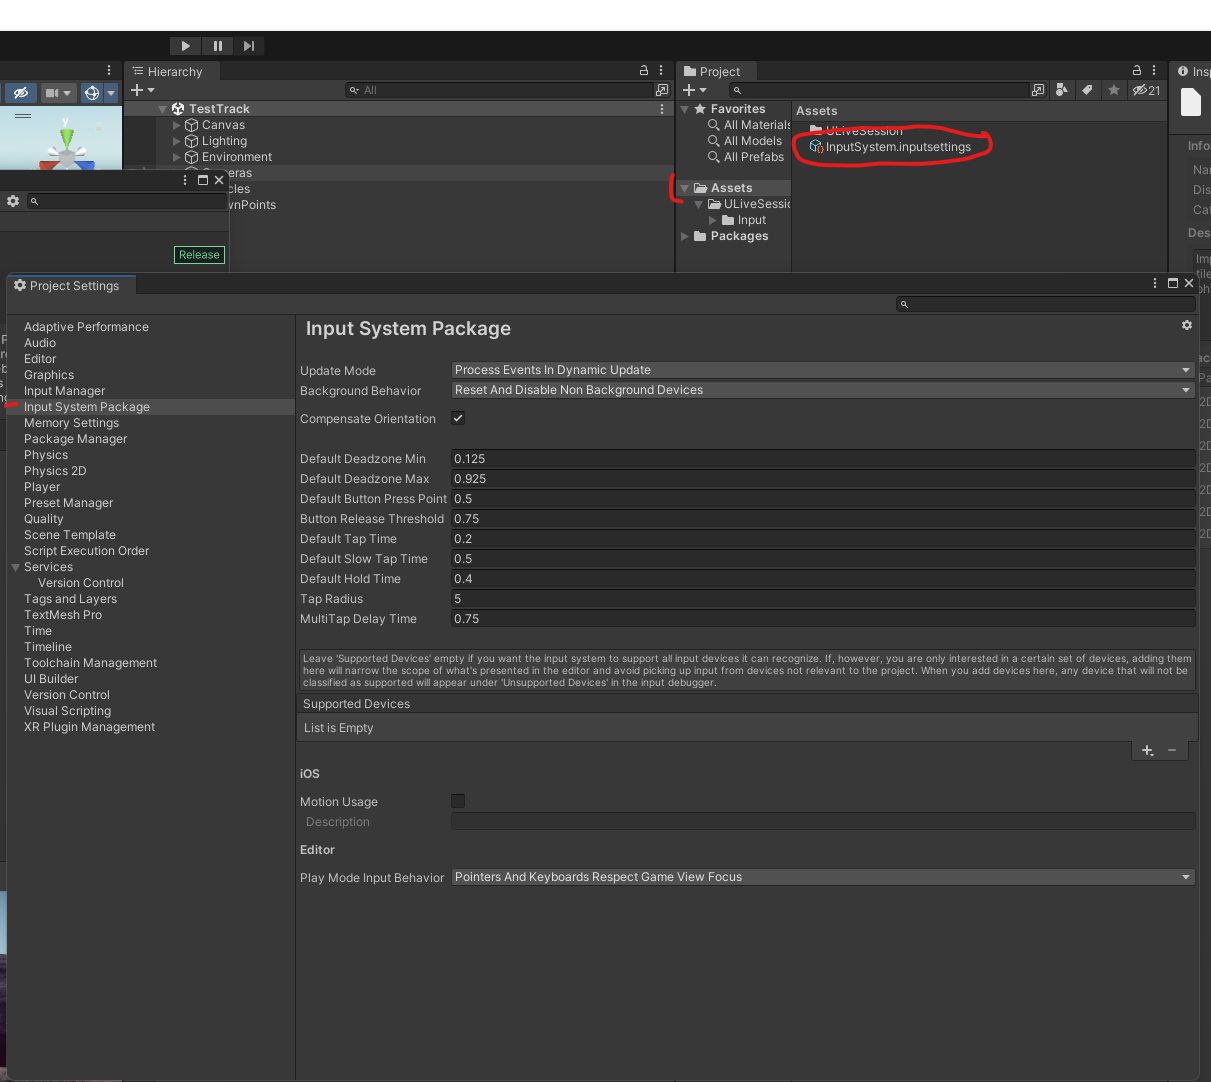 Hierarchy
Project
Insp
All
21
TestTrack
Canvas
Lighting
Environment
Cameras
cles
wnPoints
Favorites
All Materials
All Models
All Prefabs
Assets
ULiveSessio
Input
Packages
Assets
ULiveSession
InputSystem.inputsettings
Info
Nar
Dis
Cat
Des
y
Release
Project Settings
Adaptive Performance
Audio
Editor
Graphics
Input Manager
Input System Package
Memory Settings
Package Manager
Physics
Physics 2D
Player
Preset Manager
Quality
Scene Template
Script Execution Order
Services
Version Control
Tags and Layers
TextMesh Pro
Time
Timeline
Toolchain Management
UI Builder
Version Control
Visual Scripting
XR Plugin Management
Input System Package
Update Mode Process Events In Dynamic Update
Background Behavior Reset And Disable Non Background Devices
Compensate Orientation
Default Deadzone Min 0.125
Default Deadzone Max 0.925
Default Button Press Point 0.5
Button Release Threshold 0.75
Default Tap Time 0.2
Default Slow Tap Time 0.5
Default Hold Time 0.4
Tap Radius 5
MultiTap Delay Time 0.75
Leave 'Supported Devices' empty if you want the input system to support all input devices it can recognize. If, however, you are only interested in a certain set of devices, adding them
here will narrow the scope of what's presented in the editor and avoid picking up input from devices not relevant to the project. When you add devices here, any device that will not be
classified as supported will appear under 'Unsupported Devices' in the input debugger.
Supported Devices
List is Empty
iOS
Motion Usage
Description
Editor
Play Mode Input Behavior Pointers And Keyboards Respect Game View Focus